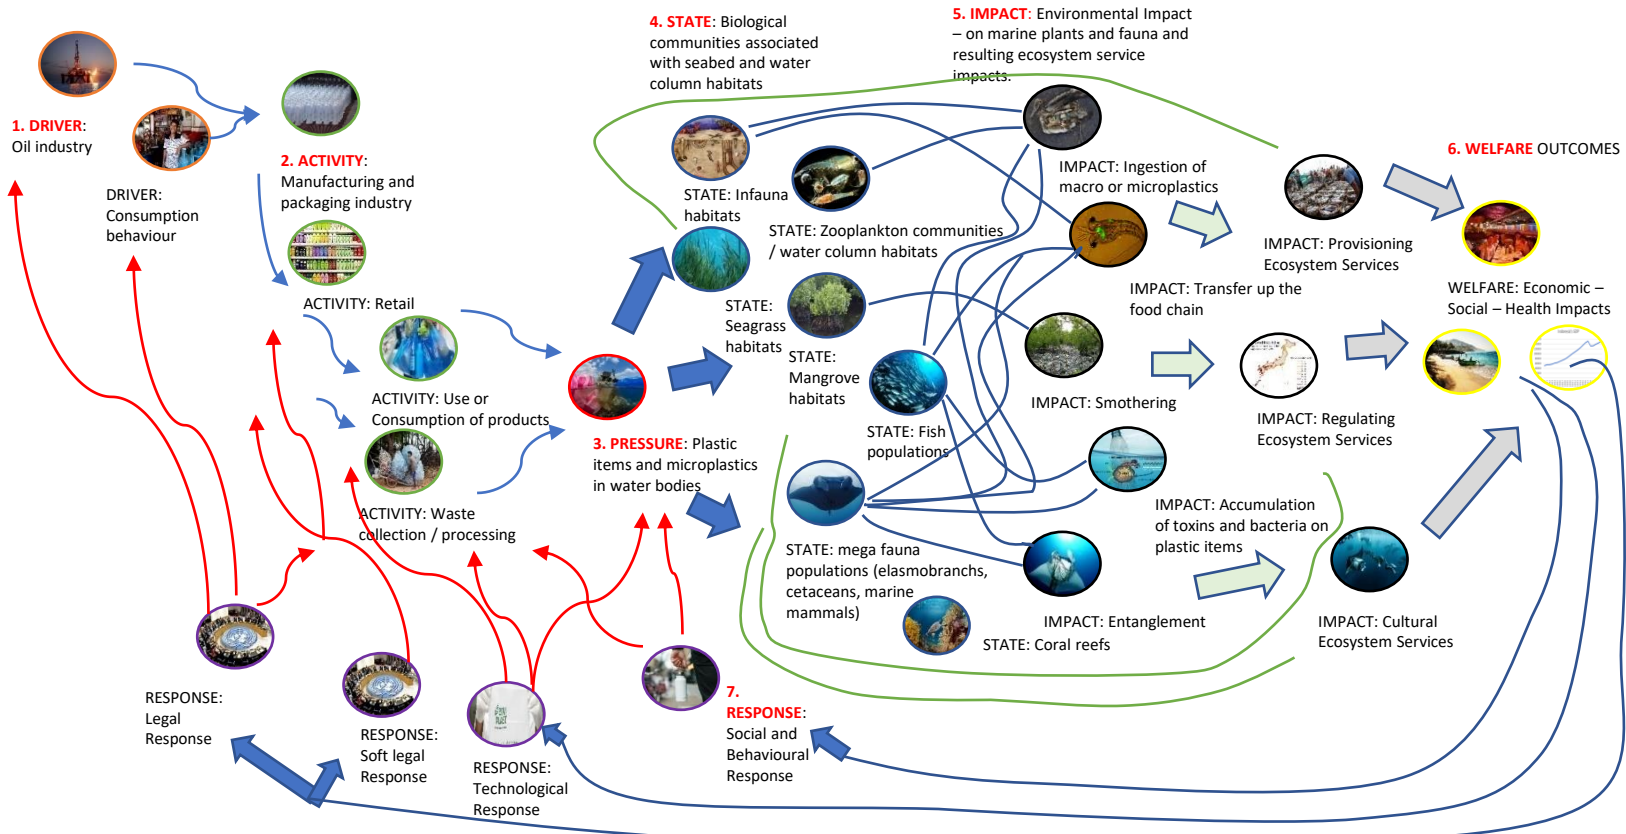 1. DRIVER:
Oil industry
DRIVER:
Consumption
behaviour
2. ACTIVITY:
Manufacturing and
packaging industry
ACTIVITY: Retail
ACTIVITY: Use or
Consumption of products
ACTIVITY: Waste
collection / processing
3. PRESSURE: Plastic
items and microplastics
in water bodies
4. STATE: Biological
communities associated
with seabed and water
column habitats
STATE: Infauna
habitats
STATE: Zooplankton communities
/ water column habitats
STATE:
Seagrass
habitats
STATE:
Mangrove
habitats
STATE: Fish
populations
STATE: mega fauna
populations (elasmobranchs,
cetaceans, marine
mammals)
STATE: Coral reefs
5. IMPACT: Environmental Impact
– on marine plants and fauna and
resulting ecosystem service
impacts.
IMPACT: Ingestion of
macro or microplastics
IMPACT: Transfer up the
food chain
IMPACT: Smothering
IMPACT: Accumulation
of toxins and bacteria on
plastic items
IMPACT: Entanglement
IMPACT: Provisioning
Ecosystem Services
IMPACT: Regulating
Ecosystem Services
IMPACT: Cultural
Ecosystem Services
6. WELFARE OUTCOMES
WELFARE: Economic –
Social – Health Impacts
7.
RESPONSE:
Social and
Behavioural
Response
RESPONSE:
Legal
Response
RESPONSE:
Soft legal
Response
RESPONSE:
Technological
Response